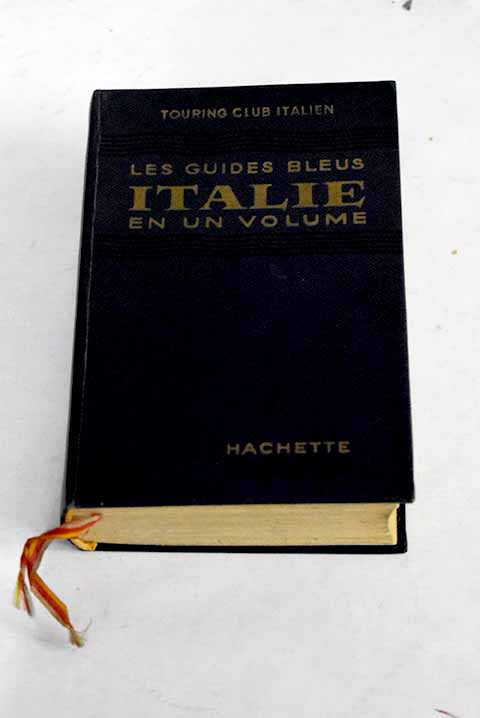 TOURING CLUB ITALIEN
LES GUIDES BLEUS
ITALIE
EN UN VOLUME
HACHETTE